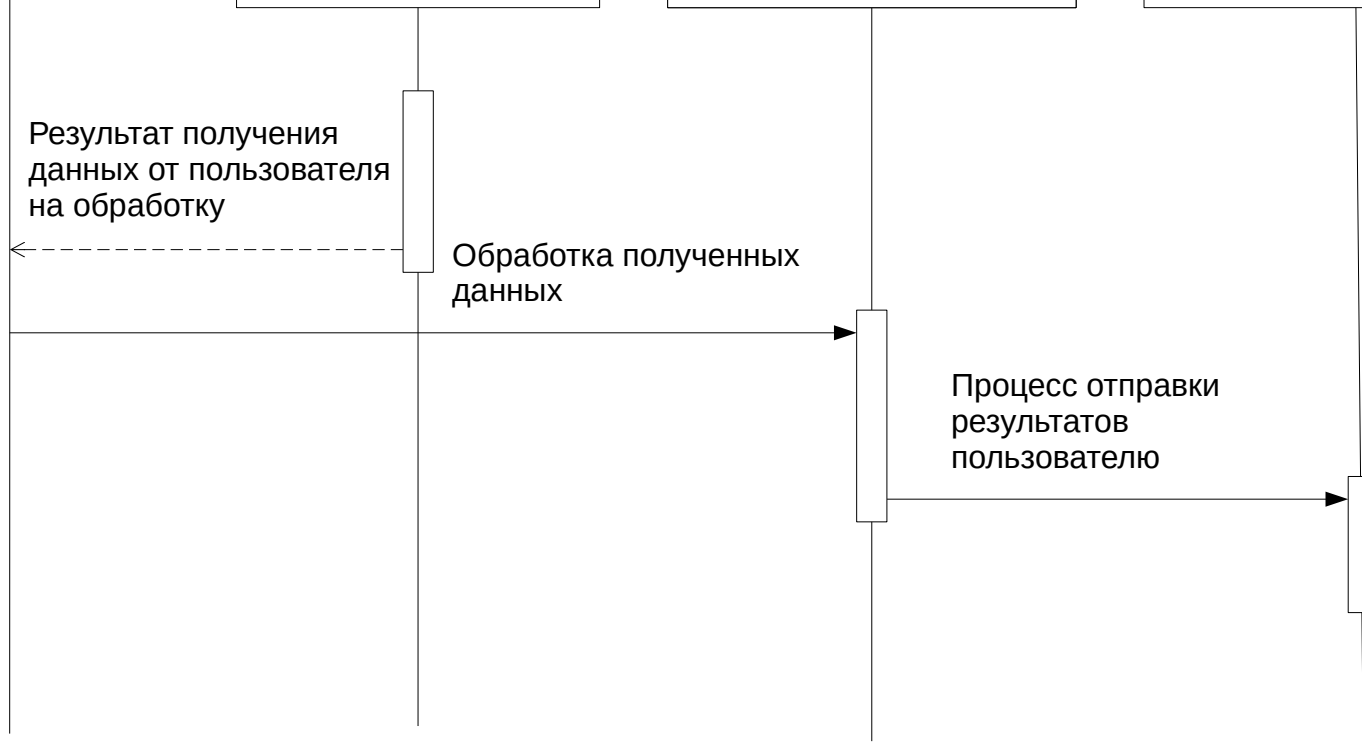 Результат получения
данных от пользователя
на обработку
Обработка полученных
данных
Процесс отправки
результатов
пользователю